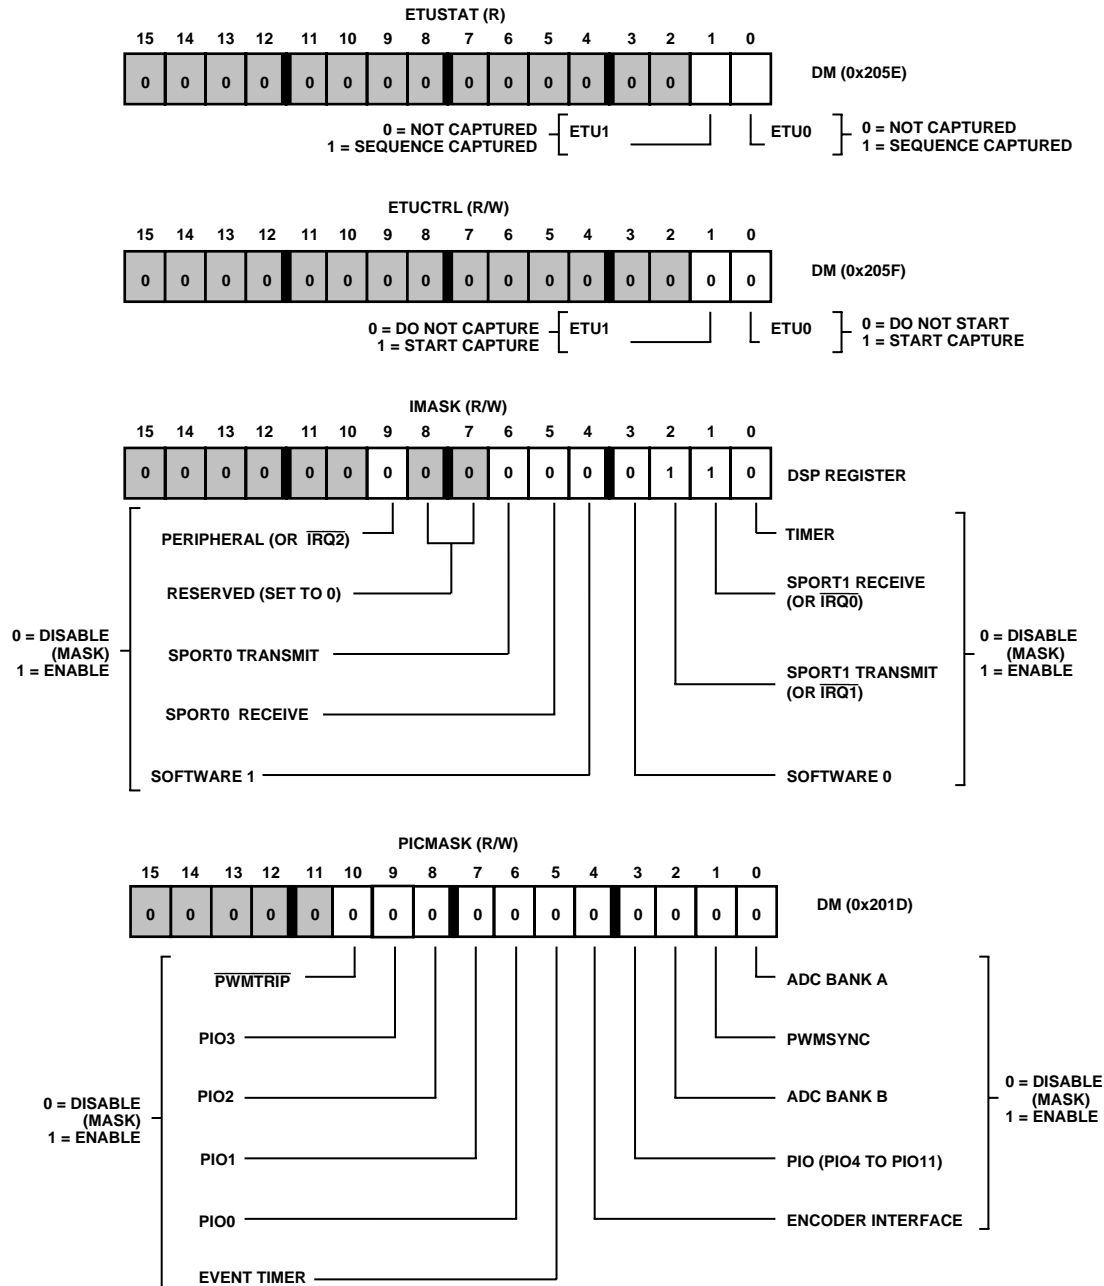 ETUSTAT (R)
15 14 13 12 11 10 9 8 7 6 5 4 3 2 1 0
0 0 0 0 0 0 0 0 0 0 0 0 0 0
DM (0x205E)
0 = NOT CAPTURED
1 = SEQUENCE CAPTURED
ETU1
ETU0
0 = NOT CAPTURED
1 = SEQUENCE CAPTURED
ETUCTRL (R/W)
15 14 13 12 11 10 9 8 7 6 5 4 3 2 1 0
0 0 0 0 0 0 0 0 0 0 0 0 0 0 0 0
DM (0x205F)
0 = DO NOT CAPTURE
1 = START CAPTURE
ETU1
ETU0
0 = DO NOT START
1 = START CAPTURE
IMASK (R/W)
15 14 13 12 11 10 9 8 7 6 5 4 3 2 1 0
0 0 0 0 0 0 0 0 0 0 0 0 0 1 1 0
DSP REGISTER
0 = DISABLE
(MASK)
1 = ENABLE
PERIPHERAL (OR IRQ2)
RESERVED (SET TO 0)
SPORT0 TRANSMIT
SPORT0 RECEIVE
SOFTWARE 1
TIMER
SPORT1 RECEIVE
(OR IRQ0)
SPORT1 TRANSMIT
(OR IRQ1)
SOFTWARE 0
0 = DISABLE
(MASK)
1 = ENABLE
PICMASK (R/W)
15 14 13 12 11 10 9 8 7 6 5 4 3 2 1 0
0 0 0 0 0 0 0 0 0 0 0 0 0 0 0 0
DM (0x201D)
0 = DISABLE
(MASK)
1 = ENABLE
PWMTRIP
PIO3
PIO2
PIO1
PIO0
EVENT TIMER
ADC BANK A
PWMSYNC
ADC BANK B
PIO (PIO4 TO PIO11)
ENCODER INTERFACE
0 = DISABLE
(MASK)
1 = ENABLE